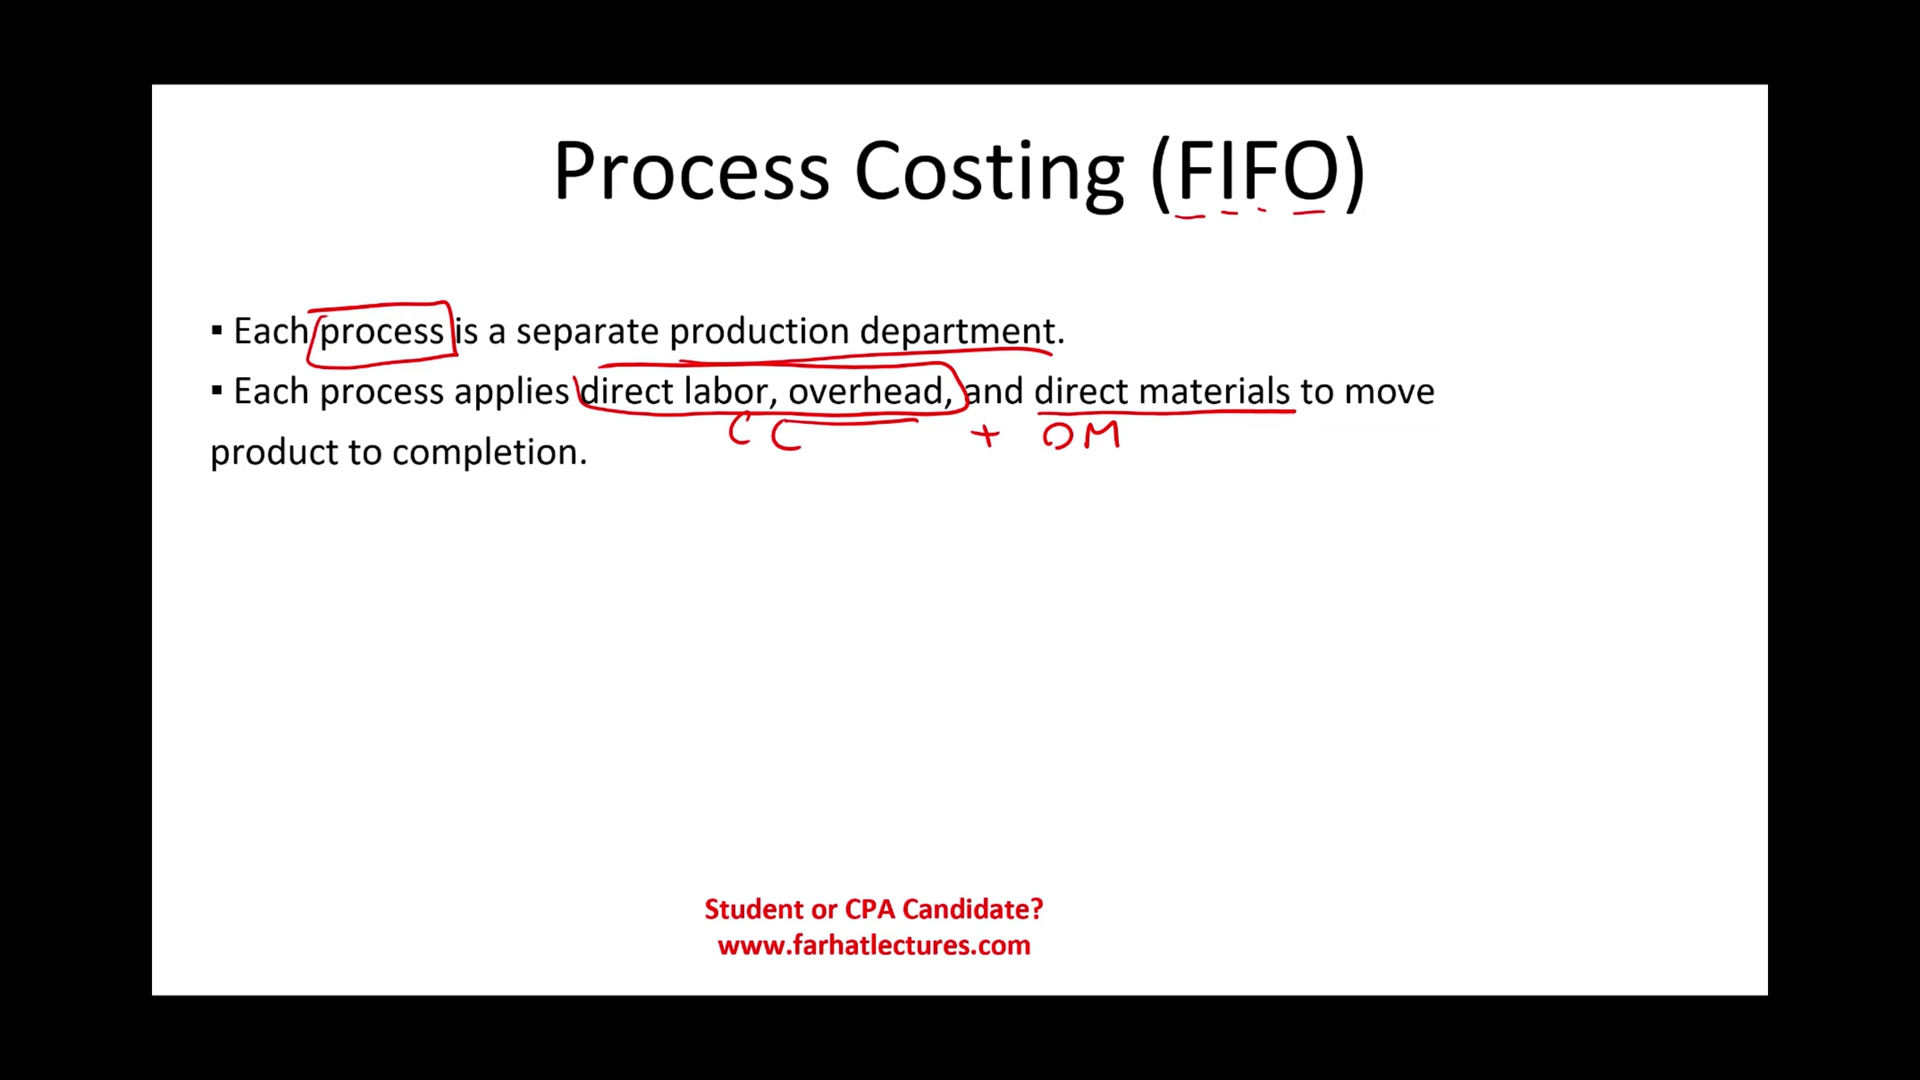 Process Costing (FIFO)
▪ Each process is a separate production department.
▪ Each process applies direct labor, overhead, and direct materials to move
CC + DM
product to completion.
Student or CPA Candidate?
www.farhatlectures.com